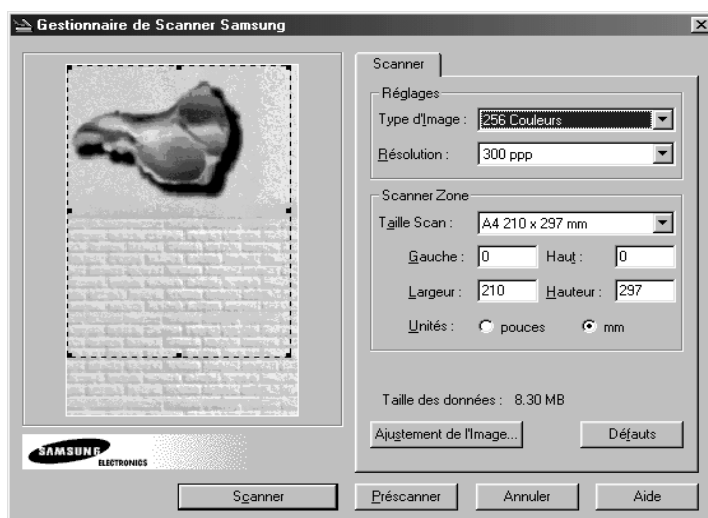 Gestionnaire de Scanner Samsung
Scanner
Réglages
Type d'Image : 256 Couleurs
Résolution : 300 ppp
Scanner Zone
Taille Scan : A4 210 x 297 mm
Gauche : 0 Haut : 0
Largeur : 210 Hauteur : 297
Unités : pouces mm
Taille des données : 8.30 MB
Ajustement de l'Image... Défauts
SAMSUNG
ELECTRONICS
Scanner Préscanner Annuler Aide